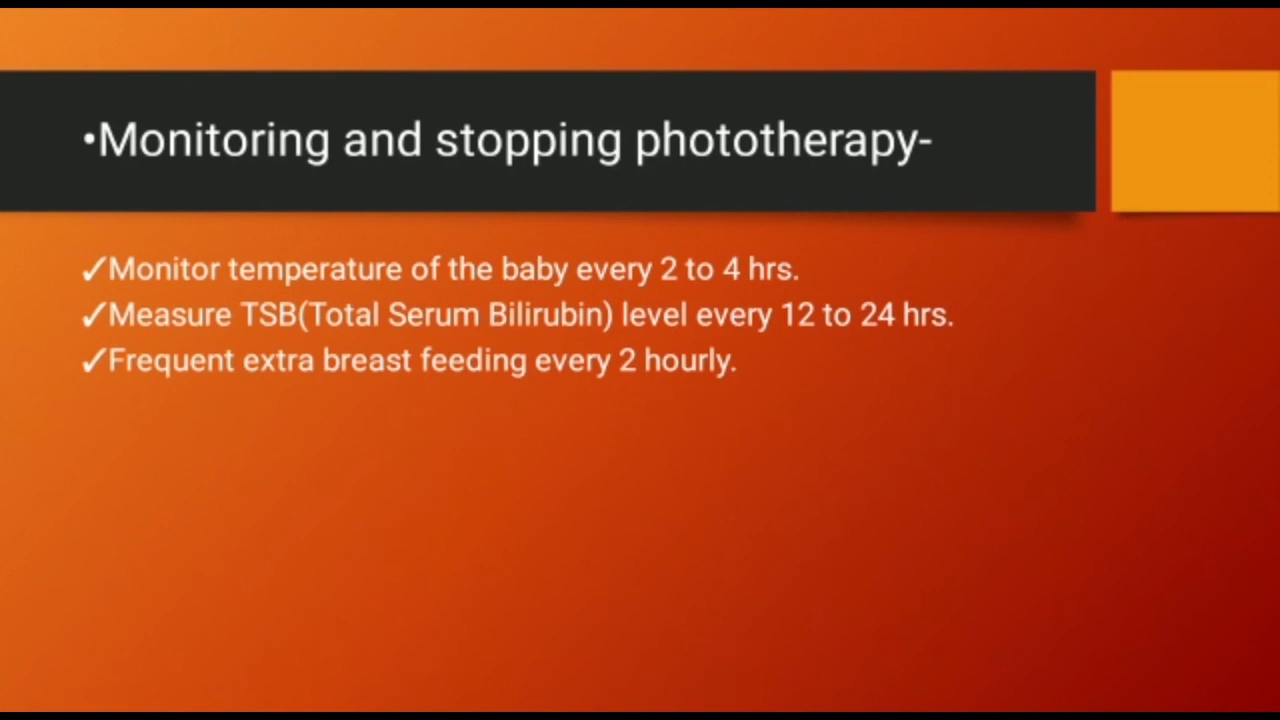 •Monitoring and stopping phototherapy-
✓Monitor temperature of the baby every 2 to 4 hrs.
✓Measure TSB(Total Serum Bilirubin) level every 12 to 24 hrs.
✓Frequent extra breast feeding every 2 hourly.